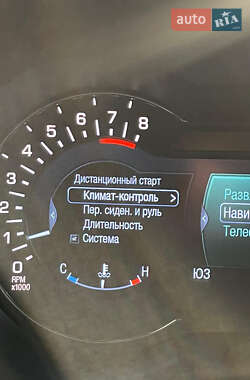 auto RIA
7
8
6
5
4
3
2
1
0
RPM
x1000
Дистанционный старт
Климат-контроль
Пер. сиден. и руль
Длительность
Система
C
H
ЮЗ
Разв
Нави
Теле